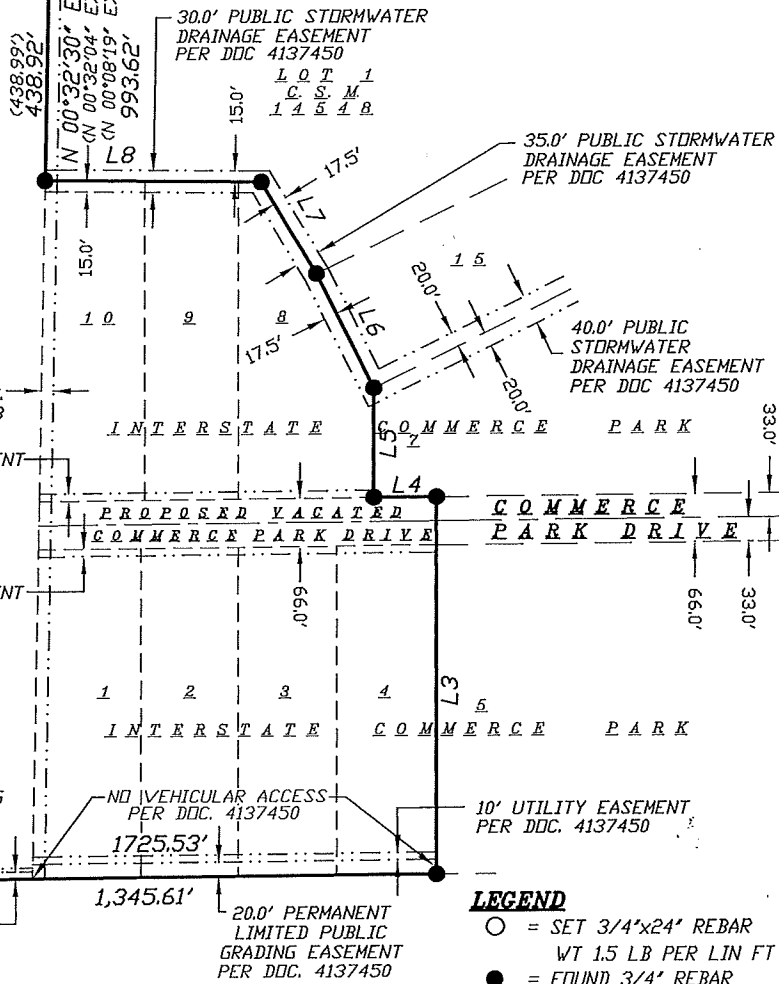 30.0' PUBLIC STORMWATER
DRAINAGE EASEMENT
PER DOC 4137450
(438.99')
438.92'
N 00°32'30" E
(N 00°32'04" E
(N 00°08'19" E
993.62'
LOT 1
C. S. M.
14548
15.0'
L8
15.0'
17.5'
L7
35.0' PUBLIC STORMWATER
DRAINAGE EASEMENT
PER DOC 4137450
15
20.0'
L6
17.5'
20.0'
40.0' PUBLIC
STORMWATER
DRAINAGE EASEMENT
PER DOC 4137450
10
9
8
INTERSTATE COMMERCE PARK
7
L5
L4
33.0'
PROPOSED VACATED
COMMERCE PARK DRIVE
COMMERCE
PARK DRIVE
66.0'
66.0'
33.0'
1
2
3
4
5
L3
INTERSTATE COMMERCE PARK
NO VEHICULAR ACCESS
PER DOC. 4137450
10' UTILITY EASEMENT
PER DOC. 4137450
1725.53'
1,345.61'
20.0' PERMANENT
LIMITED PUBLIC
GRADING EASEMENT
PER DOC. 4137450
LEGEND
= SET 3/4"x24" REBAR
WT 1.5 LB PER LIN FT
= FOUND 3/4" REBAR